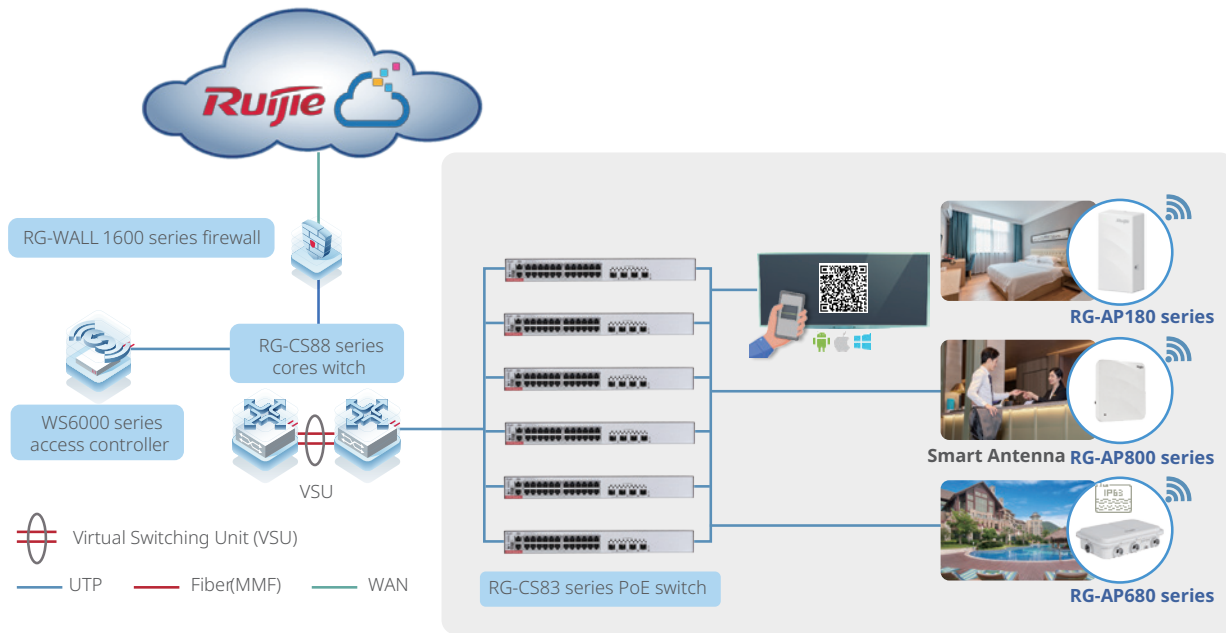 Ruijie
RG-WALL 1600 series firewall
RG-CS88 series
cores witch
WS6000 series
access controller
VSU
Virtual Switching Unit (VSU)
UTP
Fiber(MMF)
WAN
RG-CS83 series PoE switch
RG-AP180 series
Smart Antenna
RG-AP800 series
IP68
RG-AP680 series